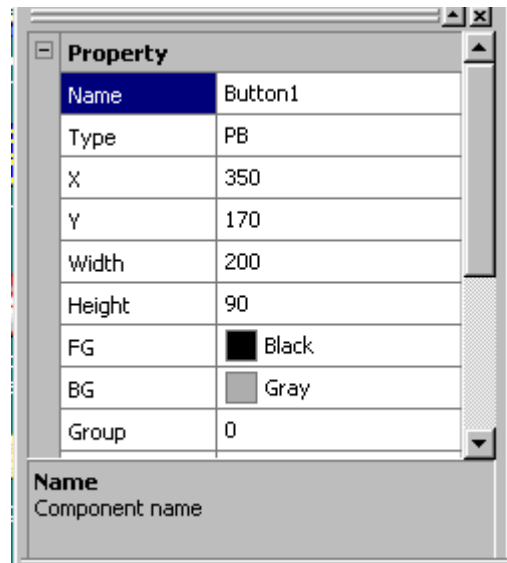 Property
Name Button1
Type PB
X 350
Y 170
Width 200
Height 90
FG Black
BG Gray
Group 0
Name
Component name